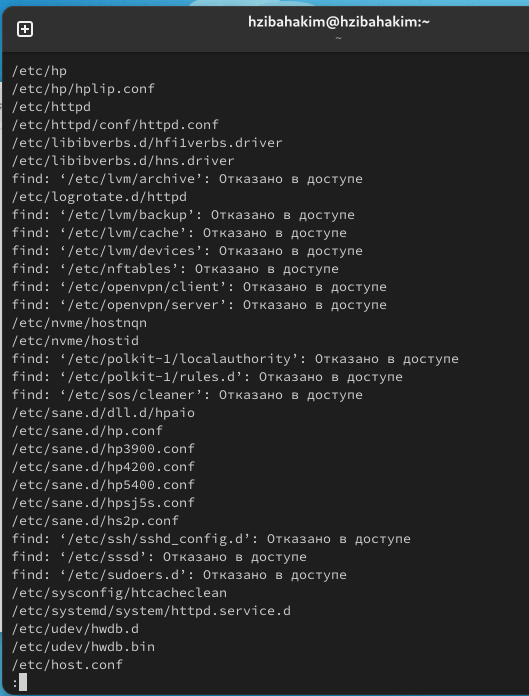 hzibahakim@hzibahakim:~
~
/etc/hp
/etc/hp/hplip.conf
/etc/httpd
/etc/httpd/conf/httpd.conf
/etc/libibverbs.d/hfi1verbs.driver
/etc/libibverbs.d/hns.driver
find: ‘/etc/lvm/archive’: Отказано в доступе
/etc/logrotate.d/httpd
find: ‘/etc/lvm/backup’: Отказано в доступе
find: ‘/etc/lvm/cache’: Отказано в доступе
find: ‘/etc/lvm/devices’: Отказано в доступе
find: ‘/etc/nftables’: Отказано в доступе
find: ‘/etc/openvpn/client’: Отказано в доступе
find: ‘/etc/openvpn/server’: Отказано в доступе
/etc/nvme/hostnqn
/etc/nvme/hostid
find: ‘/etc/polkit-1/localauthority’: Отказано в доступе
find: ‘/etc/polkit-1/rules.d’: Отказано в доступе
find: ‘/etc/sos/cleaner’: Отказано в доступе
/etc/sane.d/dll.d/hpaio
/etc/sane.d/hp.conf
/etc/sane.d/hp3900.conf
/etc/sane.d/hp4200.conf
/etc/sane.d/hp5400.conf
/etc/sane.d/hpsj5s.conf
/etc/sane.d/hs2p.conf
find: ‘/etc/ssh/sshd_config.d’: Отказано в доступе
find: ‘/etc/sssd’: Отказано в доступе
find: ‘/etc/sudoers.d’: Отказано в доступе
/etc/sysconfig/htcacheclean
/etc/systemd/system/httpd.service.d
/etc/udev/hwdb.d
/etc/udev/hwdb.bin
/etc/host.conf
: